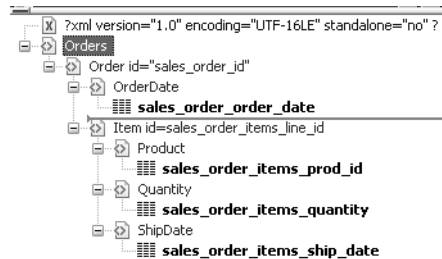 ?xml version="1.0" encoding="UTF-16LE" standalone="no" ?
Orders
Order id="sales_order_id"
OrderDate
sales_order_order_date
Item id=sales_order_items_line_id
Product
sales_order_items_prod_id
Quantity
sales_order_items_quantity
ShipDate
sales_order_items_ship_date